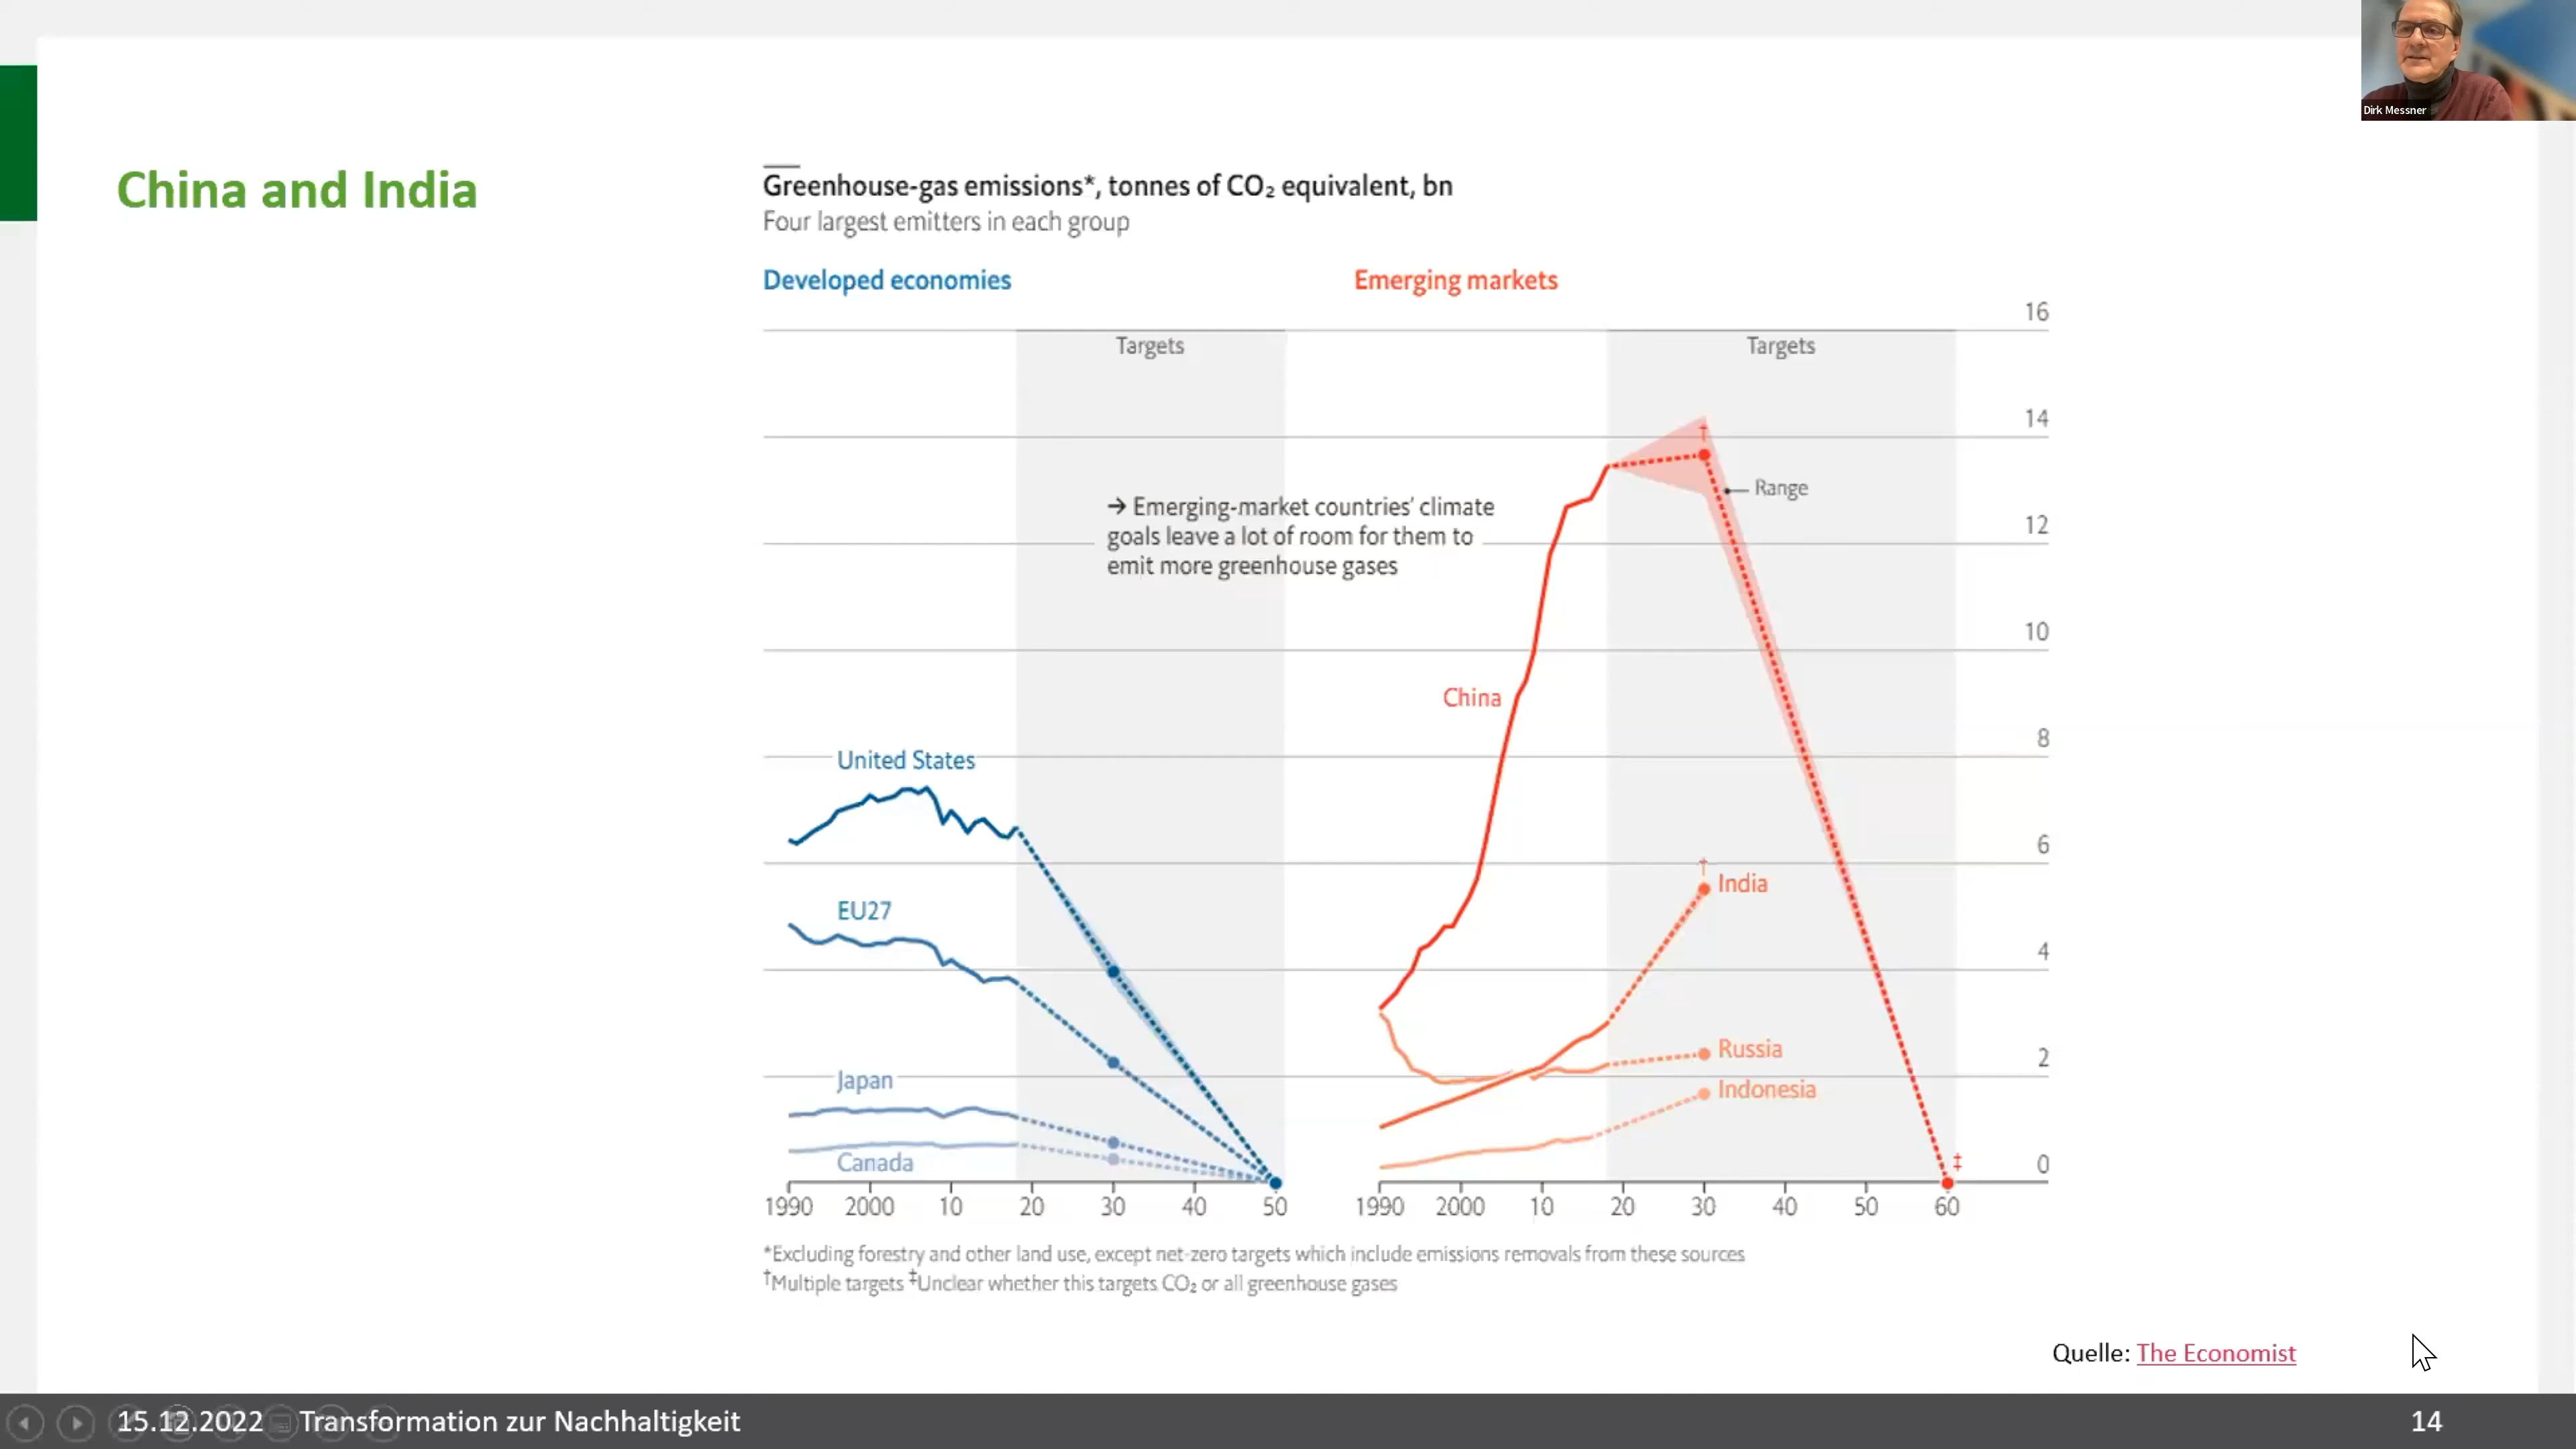 Dirk Messner
China and India
Greenhouse-gas emissions*, tonnes of CO₂ equivalent, bn
Four largest emitters in each group
Developed economies
Emerging markets
Targets
Targets
16
14
12
10
8
6
4
2
0
→ Emerging-market countries' climate
goals leave a lot of room for them to
emit more greenhouse gases
†
Range
China
United States
EU27
Japan
Canada
†
India
Russia
Indonesia
‡
1990 2000 10 20 30 40 50
1990 2000 10 20 30 40 50 60
*Excluding forestry and other land use, except net-zero targets which include emissions removals from these sources
†Multiple targets ‡Unclear whether this targets CO₂ or all greenhouse gases
Quelle: The Economist
15.12.2022 Transformation zur Nachhaltigkeit
14